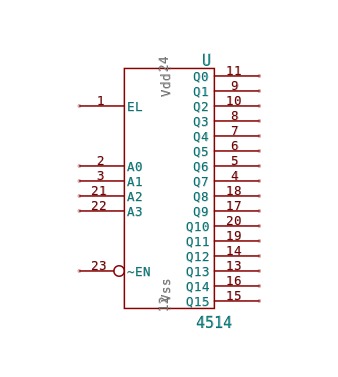 U
24
Vdd
1 EL
2 A0
3 A1
21 A2
22 A3
23 ~EN
Q0 11
Q1 9
Q2 10
Q3 8
Q4 7
Q5 6
Q6 5
Q7 4
Q8 18
Q9 17
Q10 20
Q11 19
Q12 14
Q13 13
Q14 16
Q15 15
Vss
12
4514